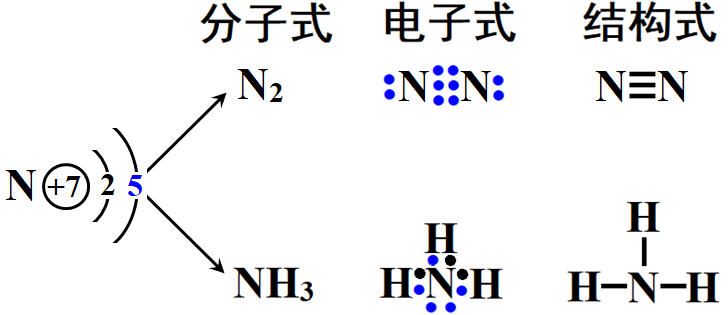 分子式 电子式 结构式
N₂ :N⋮⋮N: N≡N
N +7 2 5
H
H
NH₃ H N H H—N—H